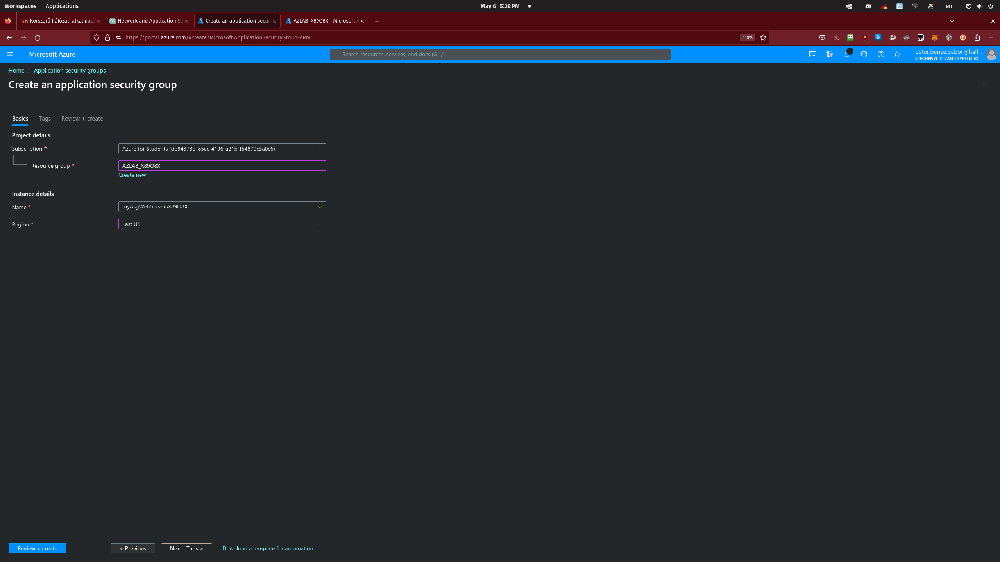 Workspaces Applications May 6 5:28 PM en
Korszerű hálózati alkalmazá Network and Application Se Create an application securi AZLAB_X89O8X - Microsoft A
https://portal.azure.com/#create/Microsoft.ApplicationSecurityGroup-ARM 110%
Microsoft Azure Search resources, services, and docs (G+/) 1 peter.bence.gabor@hall...
SZÉCHENYI ISTVÁN EGYETEM (O...
Home Application security groups
Create an application security group ...
Basics Tags Review + create
Project details
Subscription * Azure for Students (db94373d-85cc-4196-a21b-f54870c3a0c6)
Resource group * AZLAB_X89O8X
Create new
Instance details
Name * myAsgWebServersX89O8X
Region * East US
Review + create < Previous Next : Tags > Download a template for automation